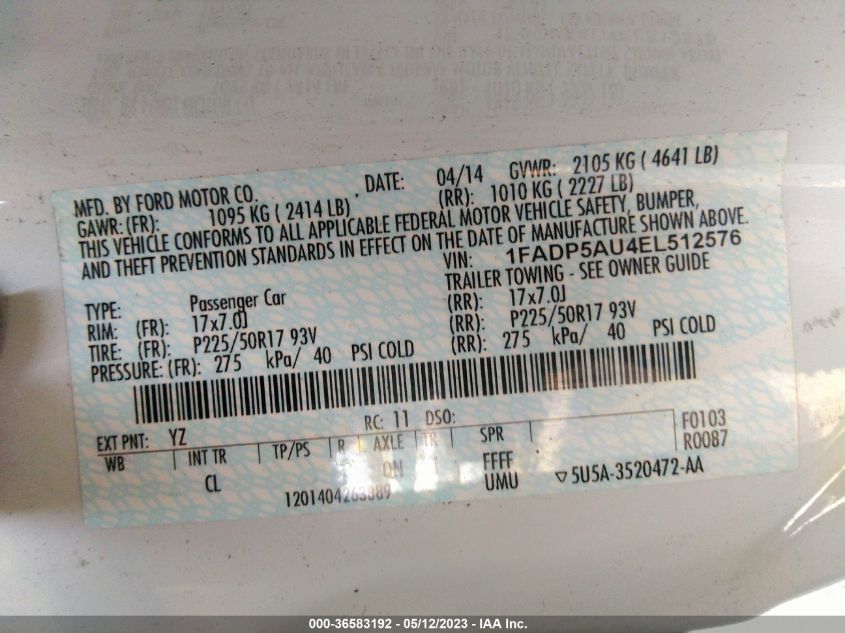 MFD. BY FORD MOTOR CO. DATE: 04/14 GVWR: 2105 KG ( 4641 LB)
GAWR:(FR): 1095 KG ( 2414 LB) (RR): 1010 KG ( 2227 LB)
THIS VEHICLE CONFORMS TO ALL APPLICABLE FEDERAL MOTOR VEHICLE SAFETY, BUMPER,
AND THEFT PREVENTION STANDARDS IN EFFECT ON THE DATE OF MANUFACTURE SHOWN ABOVE.
VIN: 1FADP5AU4EL512576
TYPE: Passenger Car TRAILER TOWING - SEE OWNER GUIDE
RIM: (FR): 17x7.0J (RR): 17x7.0J
TIRE: (FR): P225/50R17 93V (RR): P225/50R17 93V
PRESSURE:(FR): 275 kPa/ 40 PSI COLD (RR): 275 kPa/ 40 PSI COLD
EXT PNT: YZ RC: 11 DSO: F0103
WB INT TR TP/PS R AXLE TR SPR R0087
CL DN FFFF
UMU
1201404263889 5U5A-3520472-AA
000-36583192 - 05/12/2023 - IAA Inc.